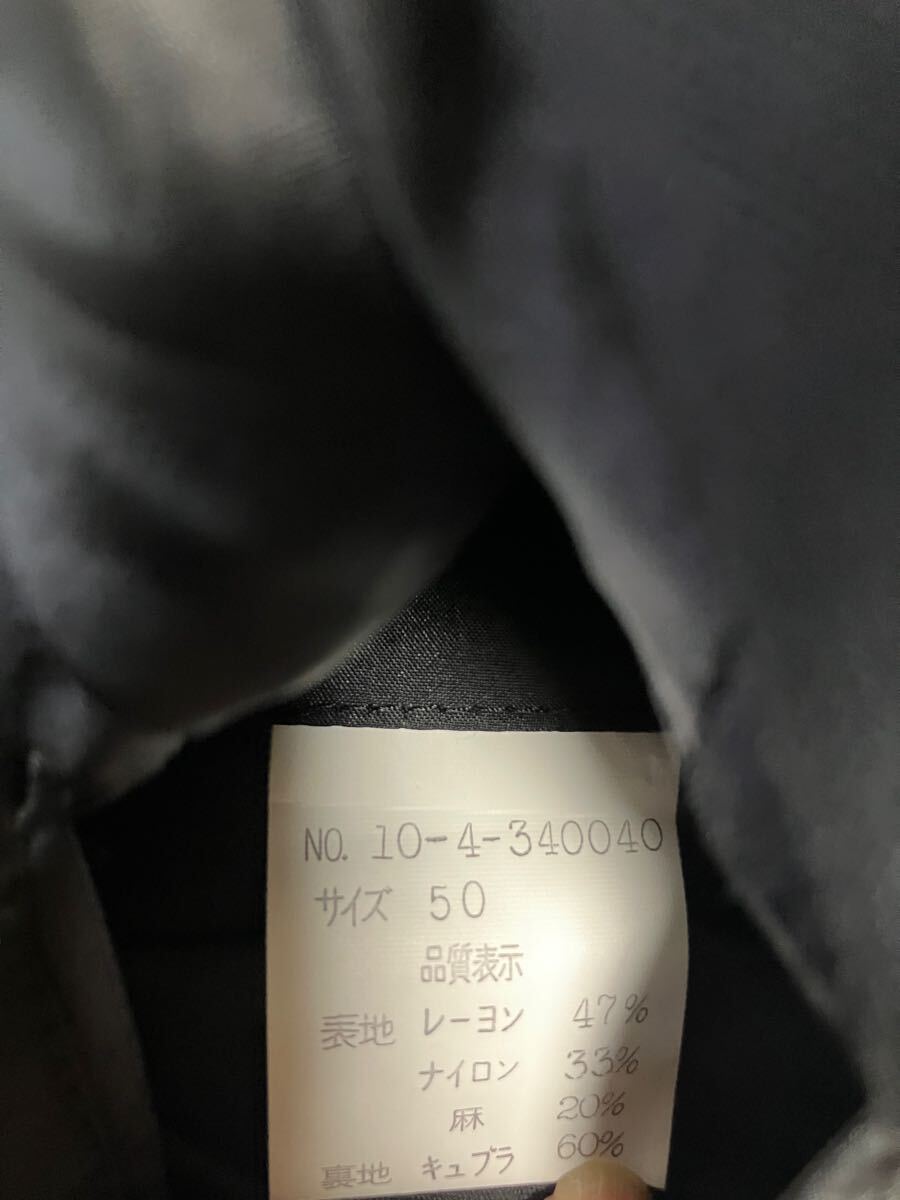 NO. 10-4-340040
サイズ 50
品質表示
表地 レーヨン 47%
ナイロン 33%
麻 20%
裏地 キュプラ 60%